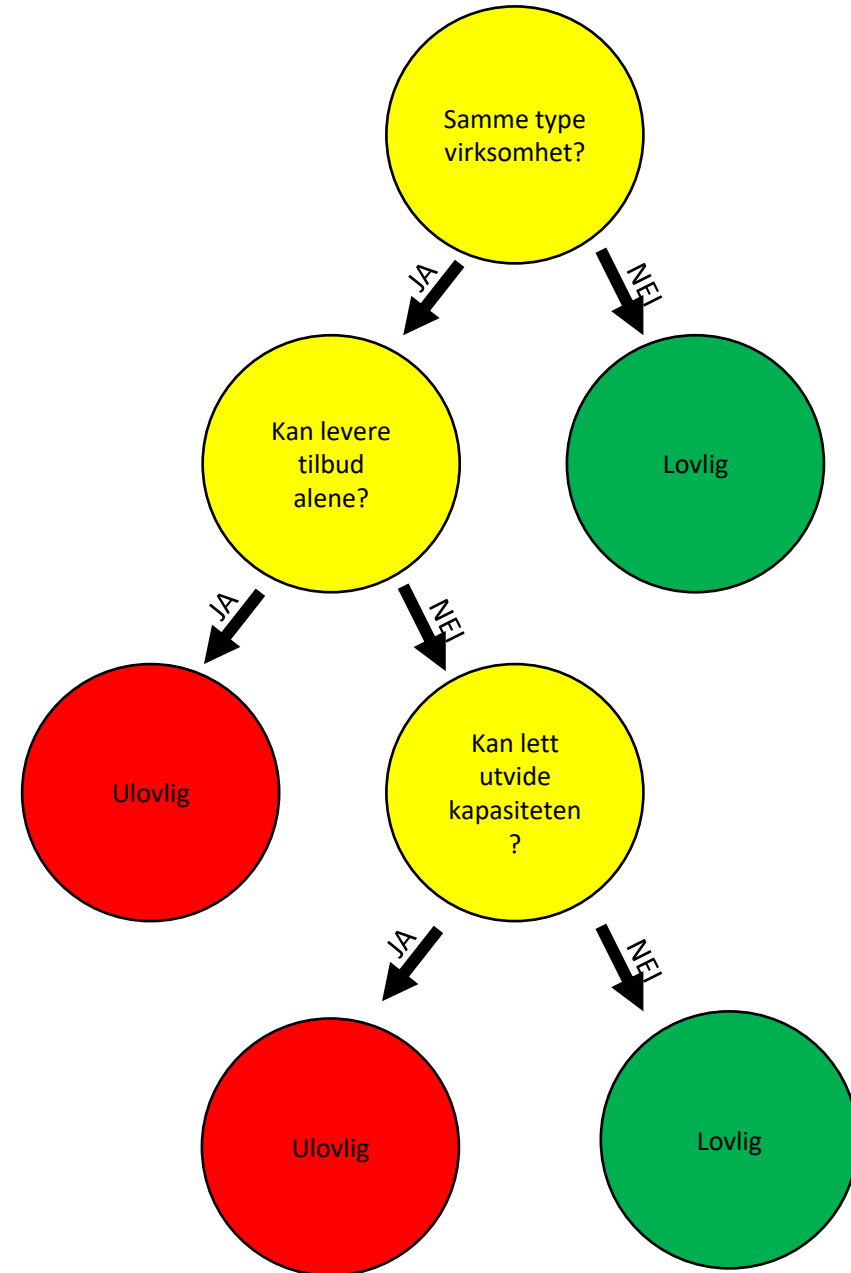 Samme type
virksomhet?
JA
NEI
Kan levere
tilbud
alene?
Lovlig
JA
NEI
Ulovlig
Kan lett
utvide
kapasiteten
?
JA
NEI
Ulovlig
Lovlig